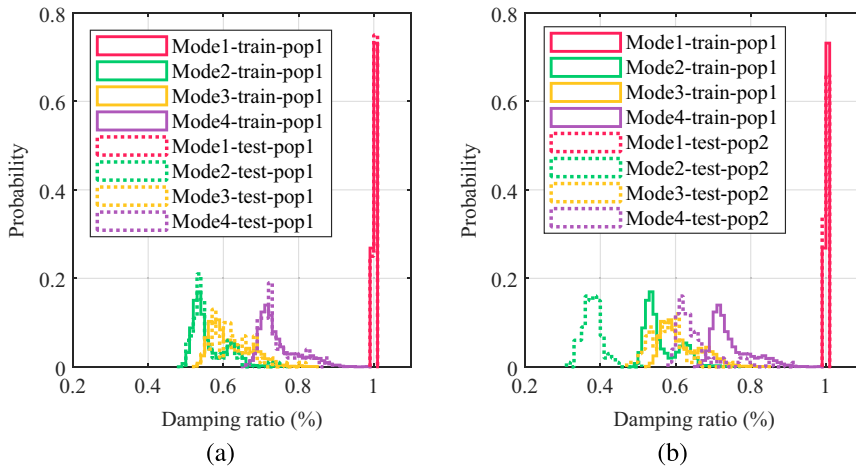 0.8
0.6
0.4
0.2
0
Probability
Mode1-train-pop1
Mode2-train-pop1
Mode3-train-pop1
Mode4-train-pop1
Mode1-test-pop1
Mode2-test-pop1
Mode3-test-pop1
Mode4-test-pop1
0.2 0.4 0.6 0.8 1
Damping ratio (%)
(a)
0.8
0.6
0.4
0.2
0
Probability
Mode1-train-pop1
Mode2-train-pop1
Mode3-train-pop1
Mode4-train-pop1
Mode1-test-pop2
Mode2-test-pop2
Mode3-test-pop2
Mode4-test-pop2
0.2 0.4 0.6 0.8 1
Damping ratio (%)
(b)